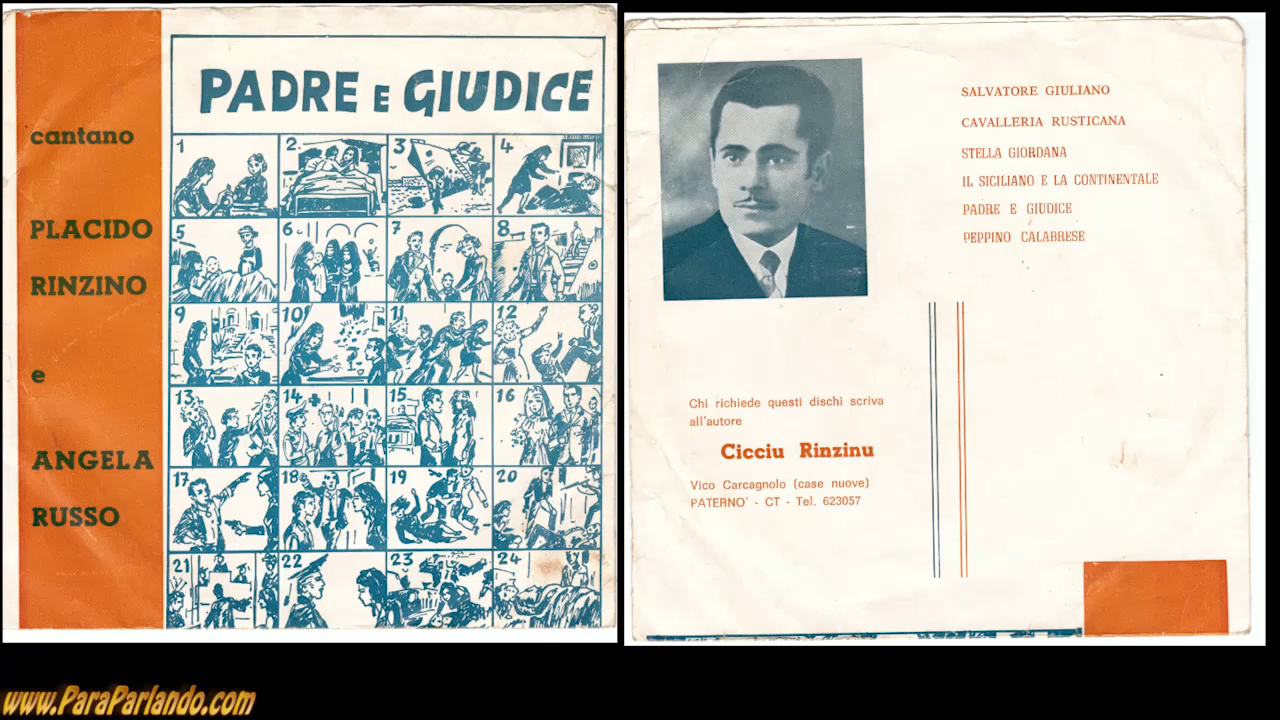 PADRE E GIUDICE
cantano
PLACIDO
RINZINO
e
ANGELA
RUSSO
1
2
3
4
5
6
7
8
9
10
11
12
13
14
15
16
17
18
19
20
21
22
23
24
SALVATORE GIULIANO
CAVALLERIA RUSTICANA
STELLA GIORDANA
IL SICILIANO E LA CONTINENTALE
PADRE E GIUDICE
PEPPINO CALABRESE
Chi richiede questi dischi scriva
all'autore
Cicciu Rinzinu
Vico Carcagnolo (case nuove)
PATERNO' - CT - Tel. 623057
www.ParaParlando.com